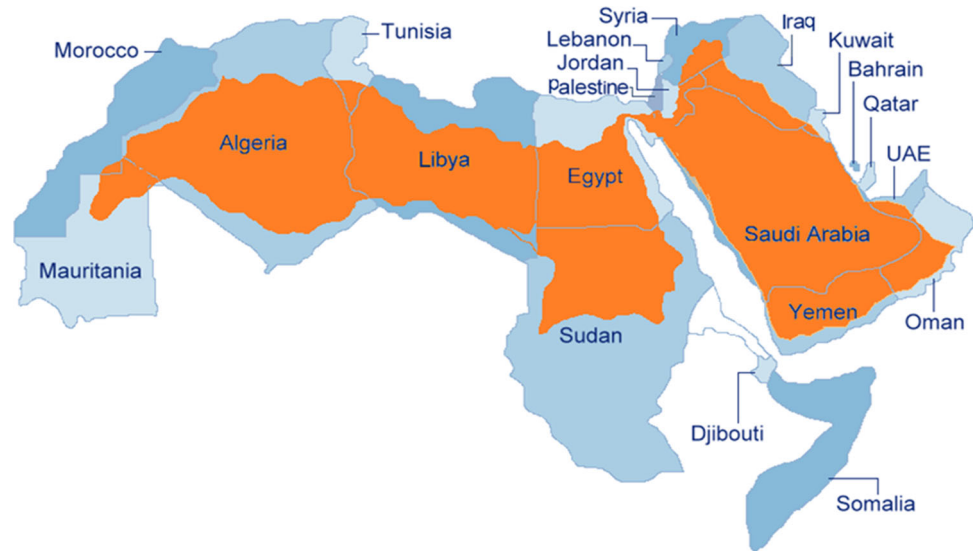 Syria
Iraq
Tunisia
Morocco
Lebanon
Kuwait
Jordan
Bahrain
Palestine
Qatar
Algeria
Libya
UAE
Egypt
Saudi Arabia
Mauritania
Yemen
Oman
Sudan
Djibouti
Somalia